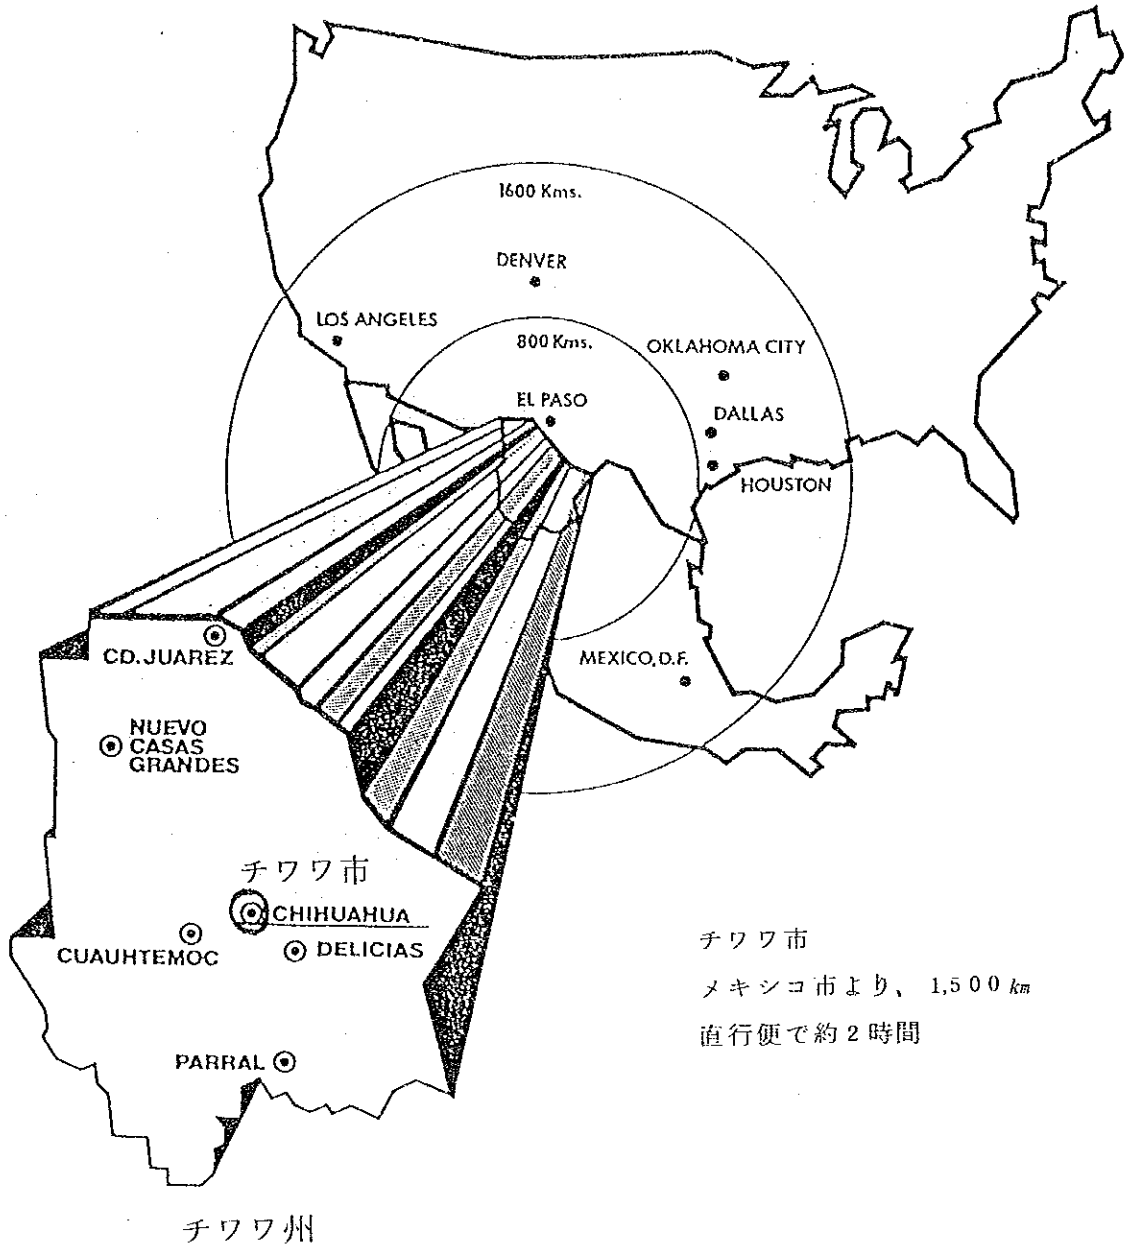 1600 Kms.
DENVER
LOS ANGELES
800 Kms.
OKLAHOMA CITY
EL PASO
DALLAS
HOUSTON
MEXICO, D.F.
CD. JUAREZ
NUEVO
CASAS
GRANDES
チワワ市
CHIHUAHUA
CUAUHTEMOC
DELICIAS
PARRAL
チワワ州
チワワ市
メキシコ市より、1,500km
直行便で約2時間